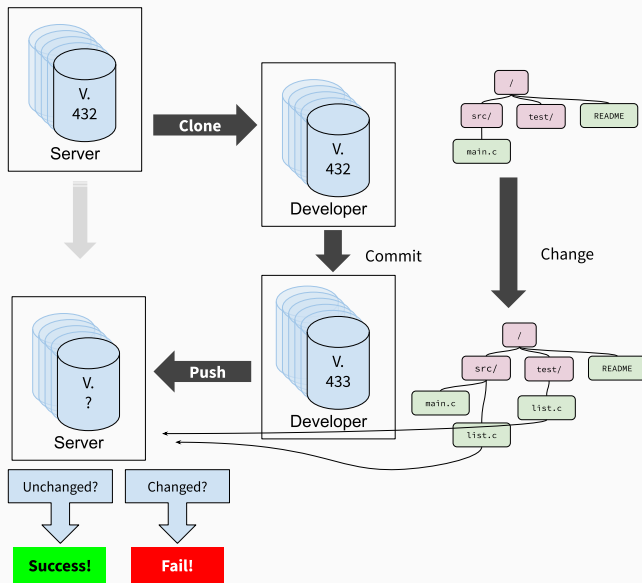 V.
432
Server
Clone
V.
432
Developer
/
src/
test/
README
main.c
Commit
Change
V.
?
Server
Push
V.
433
Developer
/
src/
test/
README
main.c
list.c
list.c
Unchanged?
Changed?
Success!
Fail!